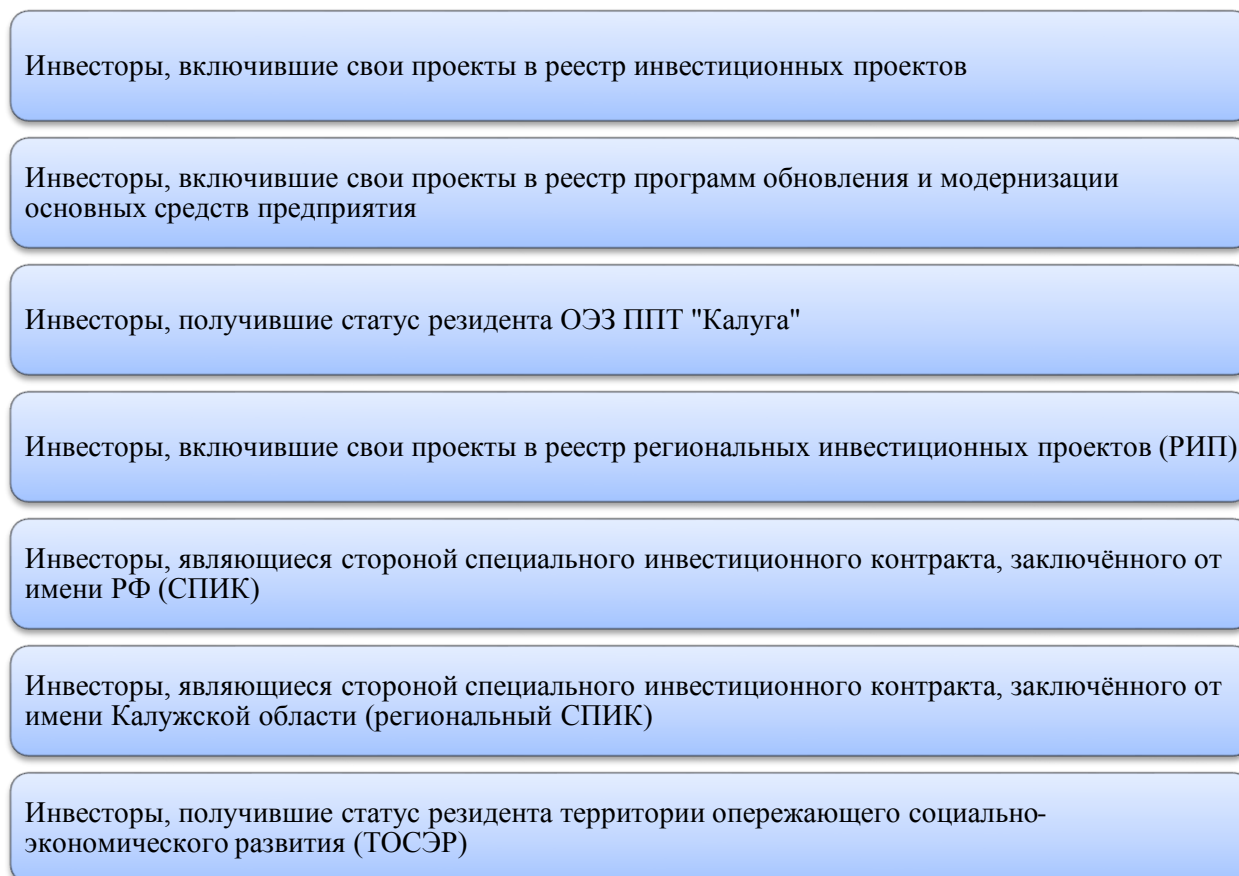 Инвесторы, включившие свои проекты в реестр инвестиционных проектов
Инвесторы, включившие свои проекты в реестр программ обновления и модернизации
основных средств предприятия
Инвесторы, получившие статус резидента ОЭЗ ППТ "Калуга"
Инвесторы, включившие свои проекты в реестр региональных инвестиционных проектов (РИП)
Инвесторы, являющиеся стороной специального инвестиционного контракта, заключённого от
имени РФ (СПИК)
Инвесторы, являющиеся стороной специального инвестиционного контракта, заключённого от
имени Калужской области (региональный СПИК)
Инвесторы, получившие статус резидента территории опережающего социально-
экономического развития (ТОСЭР)